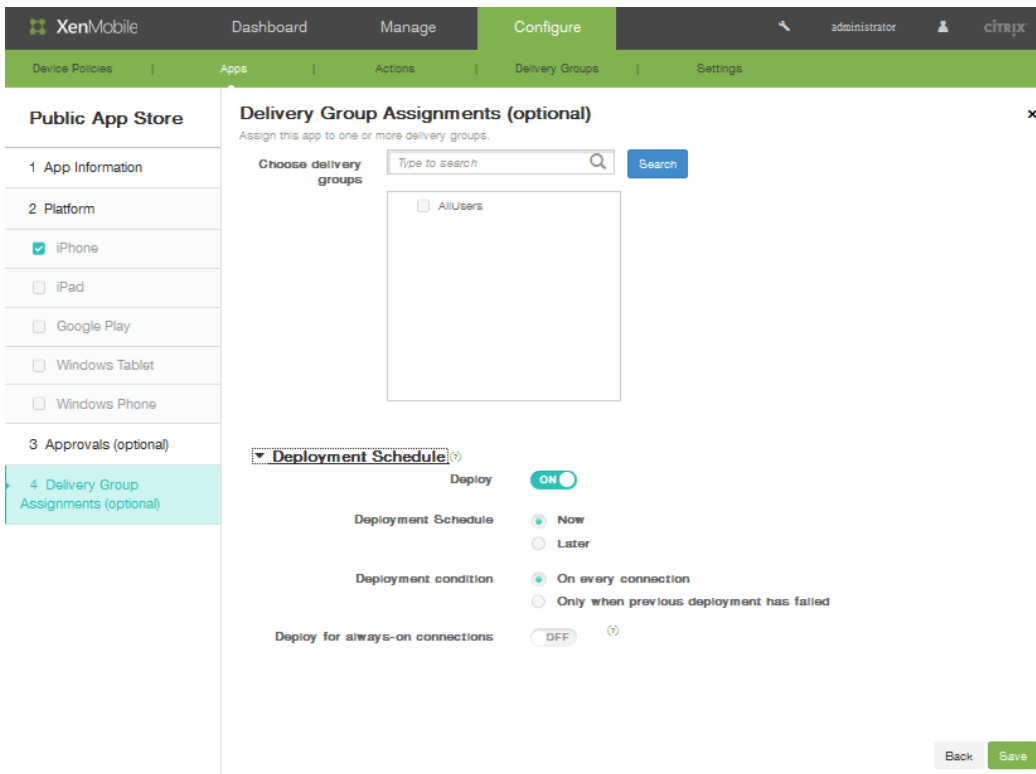 XenMobile
Dashboard
Manage
Configure
administrator
CİTRIX
Device Policies | Apps | Actions | Delivery Groups | Settings
Public App Store
1 App Information
2 Platform
iPhone
iPad
Google Play
Windows Tablet
Windows Phone
3 Approvals (optional)
4 Delivery Group
Assignments (optional)
Delivery Group Assignments (optional)
x
Assign this app to one or more delivery groups.
Choose delivery
groups
Type to search
Search
AllUsers
Deployment Schedule (?)
Deploy
ON
Deployment Schedule
Now
Later
Deployment condition
On every connection
Only when previous deployment has failed
Deploy for always-on connections
OFF
(?)
Back
Save